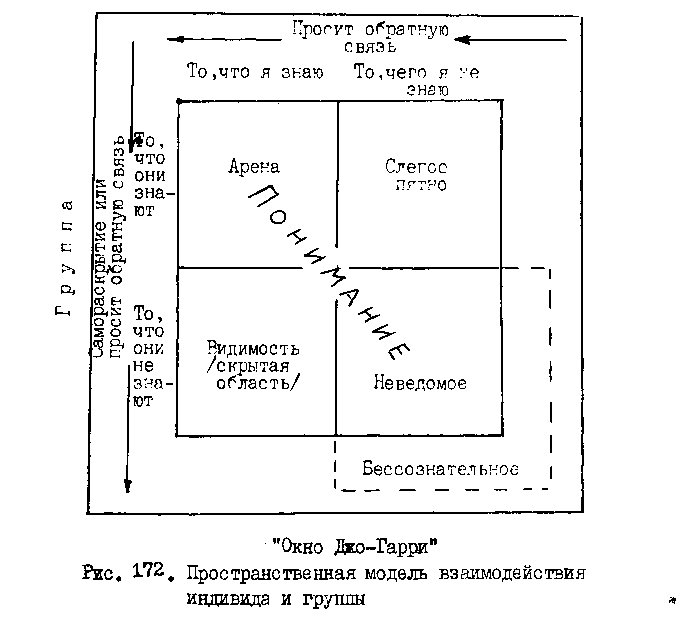 Просит обратную
связь
То,что я знаю
То,чего я не
знаю
Группа
Самораскрытие или
просит обратную связь
То,
что
они
зна-
ют
Арена
Слепое
пятно
Понимание
То,
что
они
не
зна-
ют
Видимость
/скрытая
область/
Неведомое
Бессознательное
"Окно Джо-Гарри"
Рис. 172. Пространственная модель взаимодействия
индивида и группы